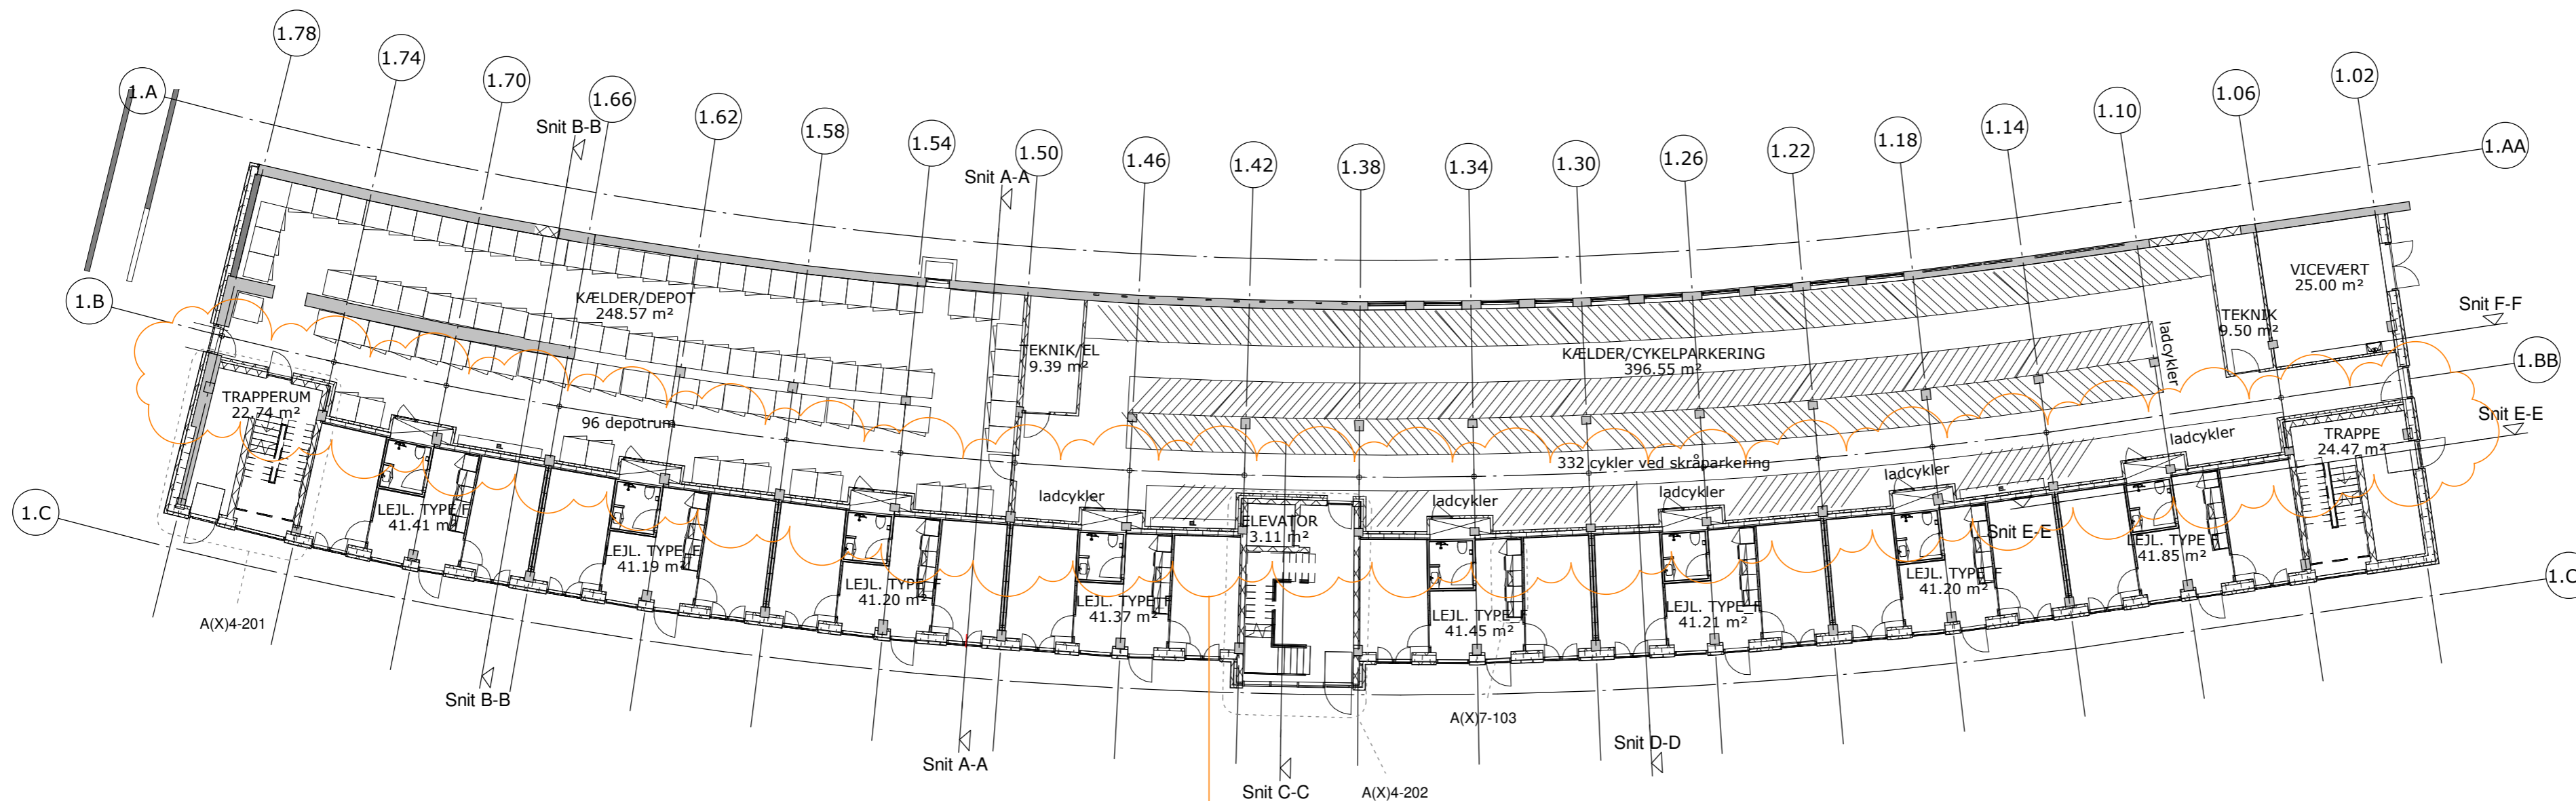 1.78
1.74
1.70
1.66
1.62
1.58
1.54
1.50
1.46
1.42
1.38
1.34
1.30
1.26
1.22
1.18
1.14
1.10
1.06
1.02
1.A
1.AA
Snit B-B
Snit A-A
1.B
KÆLDER/DEPOT
248.57 m²
TEKNIK/EL
9.39 m²
KÆLDER/CYKELPARKERING
396.55 m²
ladcykler
TEKNIK
9.50 m²
VICEVÆRT
25.00 m²
Snit F-F
1.BB
Snit E-E
TRAPPERUM
22.74 m²
96 depotrum
332 cykler ved skråparkering
ladcykler
ladcykler
ladcykler
ladcykler
ladcykler
TRAPPE
24.47 m²
1.C
LEJL. TYPE F
41.41 m²
LEJL. TYPE F
41.19 m²
LEJL. TYPE F
41.20 m²
LEJL. TYPE F
41.37 m²
ELEVATOR
3.11 m²
LEJL. TYPE F
41.45 m²
LEJL. TYPE F
41.21 m²
LEJL. TYPE F
41.20 m²
Snit E-E
LEJL. TYPE F
41.85 m²
1.C
A(X)4-201
Snit B-B
Snit A-A
Snit C-C
A(X)4-202
A(X)7-103
Snit D-D